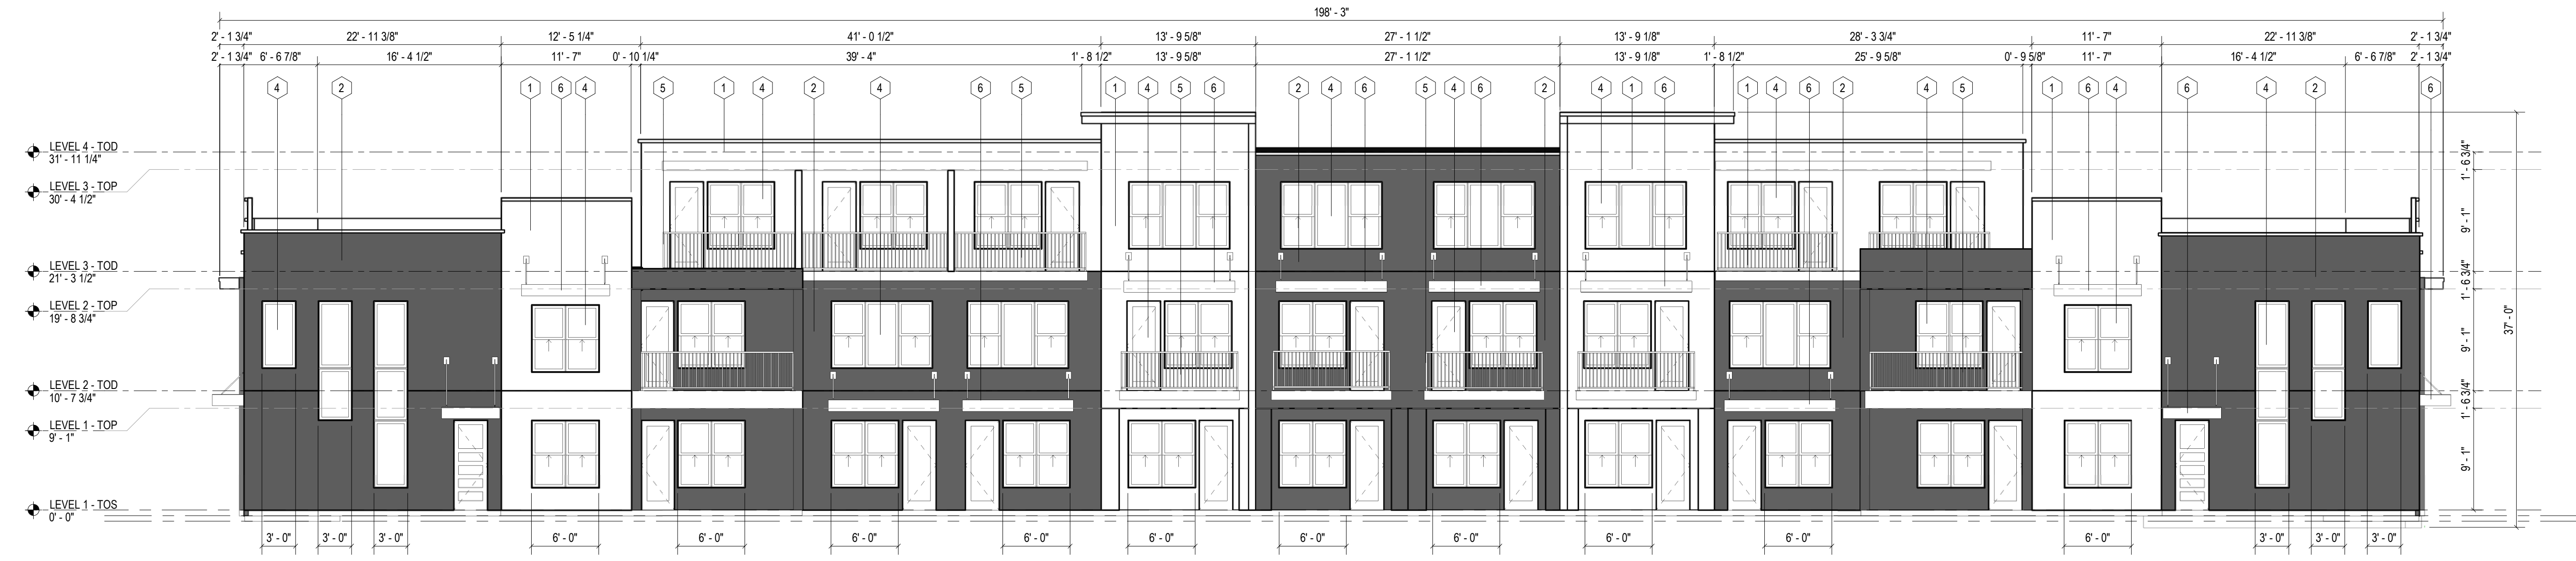 198' - 3"
2' - 1 3/4" 22' - 11 3/8" 12' - 5 1/4" 41' - 0 1/2" 13' - 9 5/8" 27' - 1 1/2" 13' - 9 1/8" 28' - 3 3/4" 11' - 7" 22' - 11 3/8" 2' - 1 3/4"
2' - 1 3/4" 6' - 6 7/8" 16' - 4 1/2" 11' - 7" 0' - 10 1/4" 39' - 4" 1' - 8 1/2" 13' - 9 5/8" 27' - 1 1/2" 13' - 9 1/8" 1' - 8 1/2" 25' - 9 5/8" 0' - 9 5/8" 11' - 7" 16' - 4 1/2" 6' - 6 7/8" 2' - 1 3/4"
4 2 1 6 4 5 1 4 2 4 6 5 1 4 5 6 2 4 6 5 4 6 2 4 1 6 1 4 6 2 4 5 1 6 4 6 4 2 6
LEVEL 4 - TOD
31' - 11 1/4"
LEVEL 3 - TOP
30' - 4 1/2"
LEVEL 3 - TOD
21' - 3 1/2"
LEVEL 2 - TOP
19' - 8 3/4"
LEVEL 2 - TOD
10' - 7 3/4"
LEVEL 1 - TOP
9' - 1"
LEVEL 1 - TOS
0' - 0"
1' - 6 3/4"
9' - 1"
1' - 6 3/4"
9' - 1"
1' - 6 3/4"
9' - 1"
37' - 0"
3' - 0" 3' - 0" 3' - 0" 6' - 0" 6' - 0" 6' - 0" 6' - 0" 6' - 0" 6' - 0" 6' - 0" 6' - 0" 6' - 0" 6' - 0" 3' - 0" 3' - 0" 3' - 0"